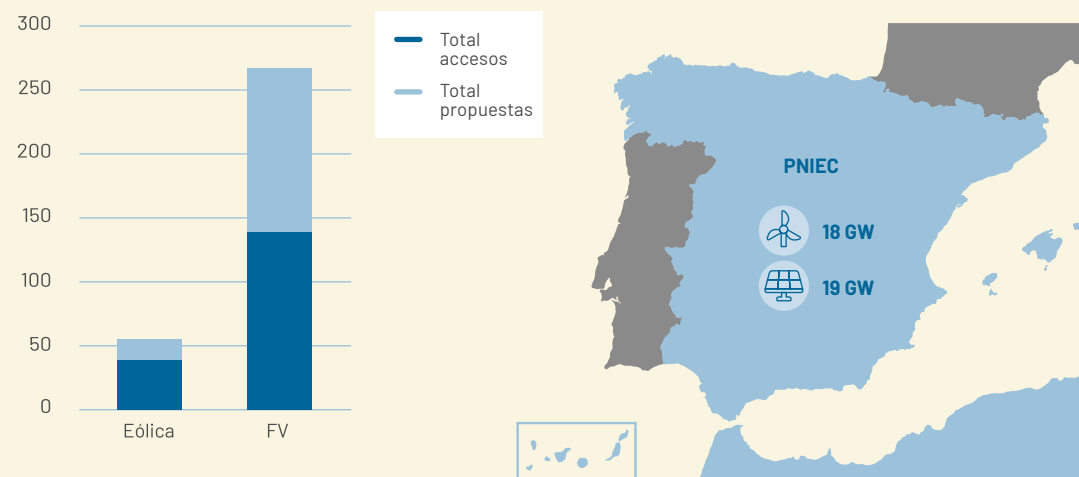 300
250
200
150
100
50
0
Eólica
FV
Total
accesos
Total
propuestas
PNIEC
18 GW
19 GW